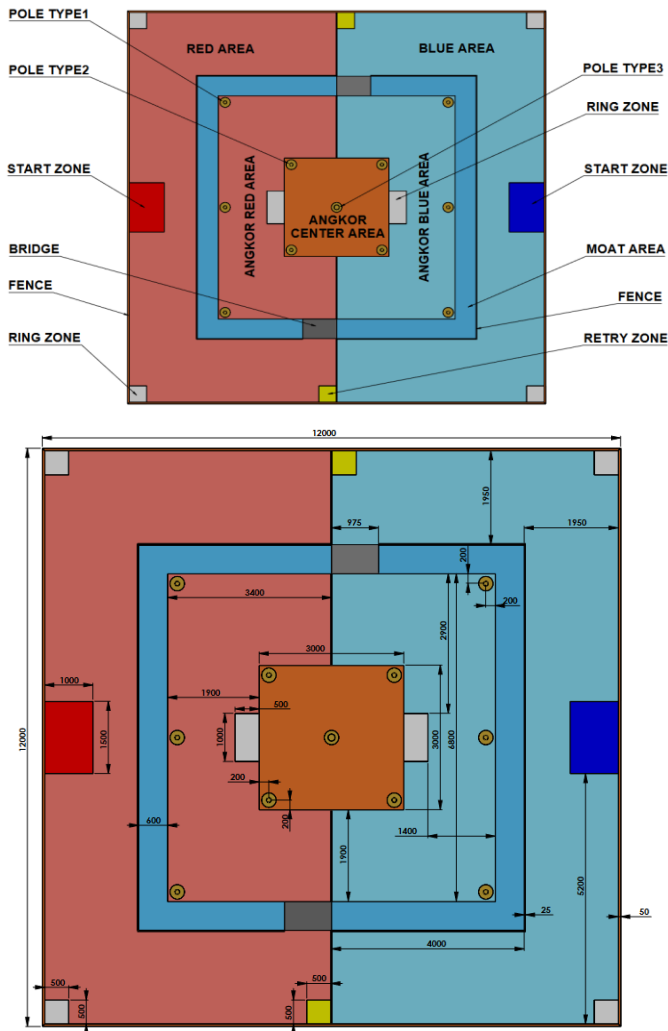 POLE TYPE1
RED AREA
BLUE AREA
POLE TYPE2
POLE TYPE3
RING ZONE
START ZONE
START ZONE
ANGKOR RED AREA
ANGKOR BLUE AREA
ANGKOR
CENTER AREA
BRIDGE
MOAT AREA
FENCE
FENCE
RING ZONE
RETRY ZONE
12000
1950
975
1950
200
200
3400
2900
3000
1000
1900
500
1000
1500
3000
6800
12000
200
200
600
1900
1400
5200
25
50
4000
500
500
500
500